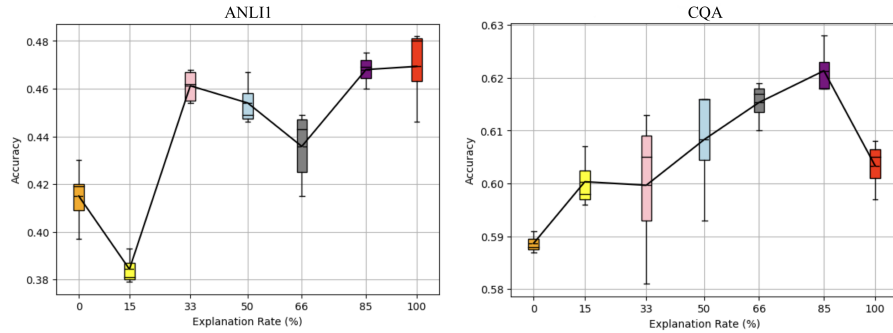 ANLI1
0.48
0.46
0.44
0.42
0.40
0.38
Accuracy
0 15 33 50 66 85 100
Explanation Rate (%)
CQA
0.63
0.62
0.61
0.60
0.59
0.58
Accuracy
0 15 33 50 66 85 100
Explanation Rate (%)